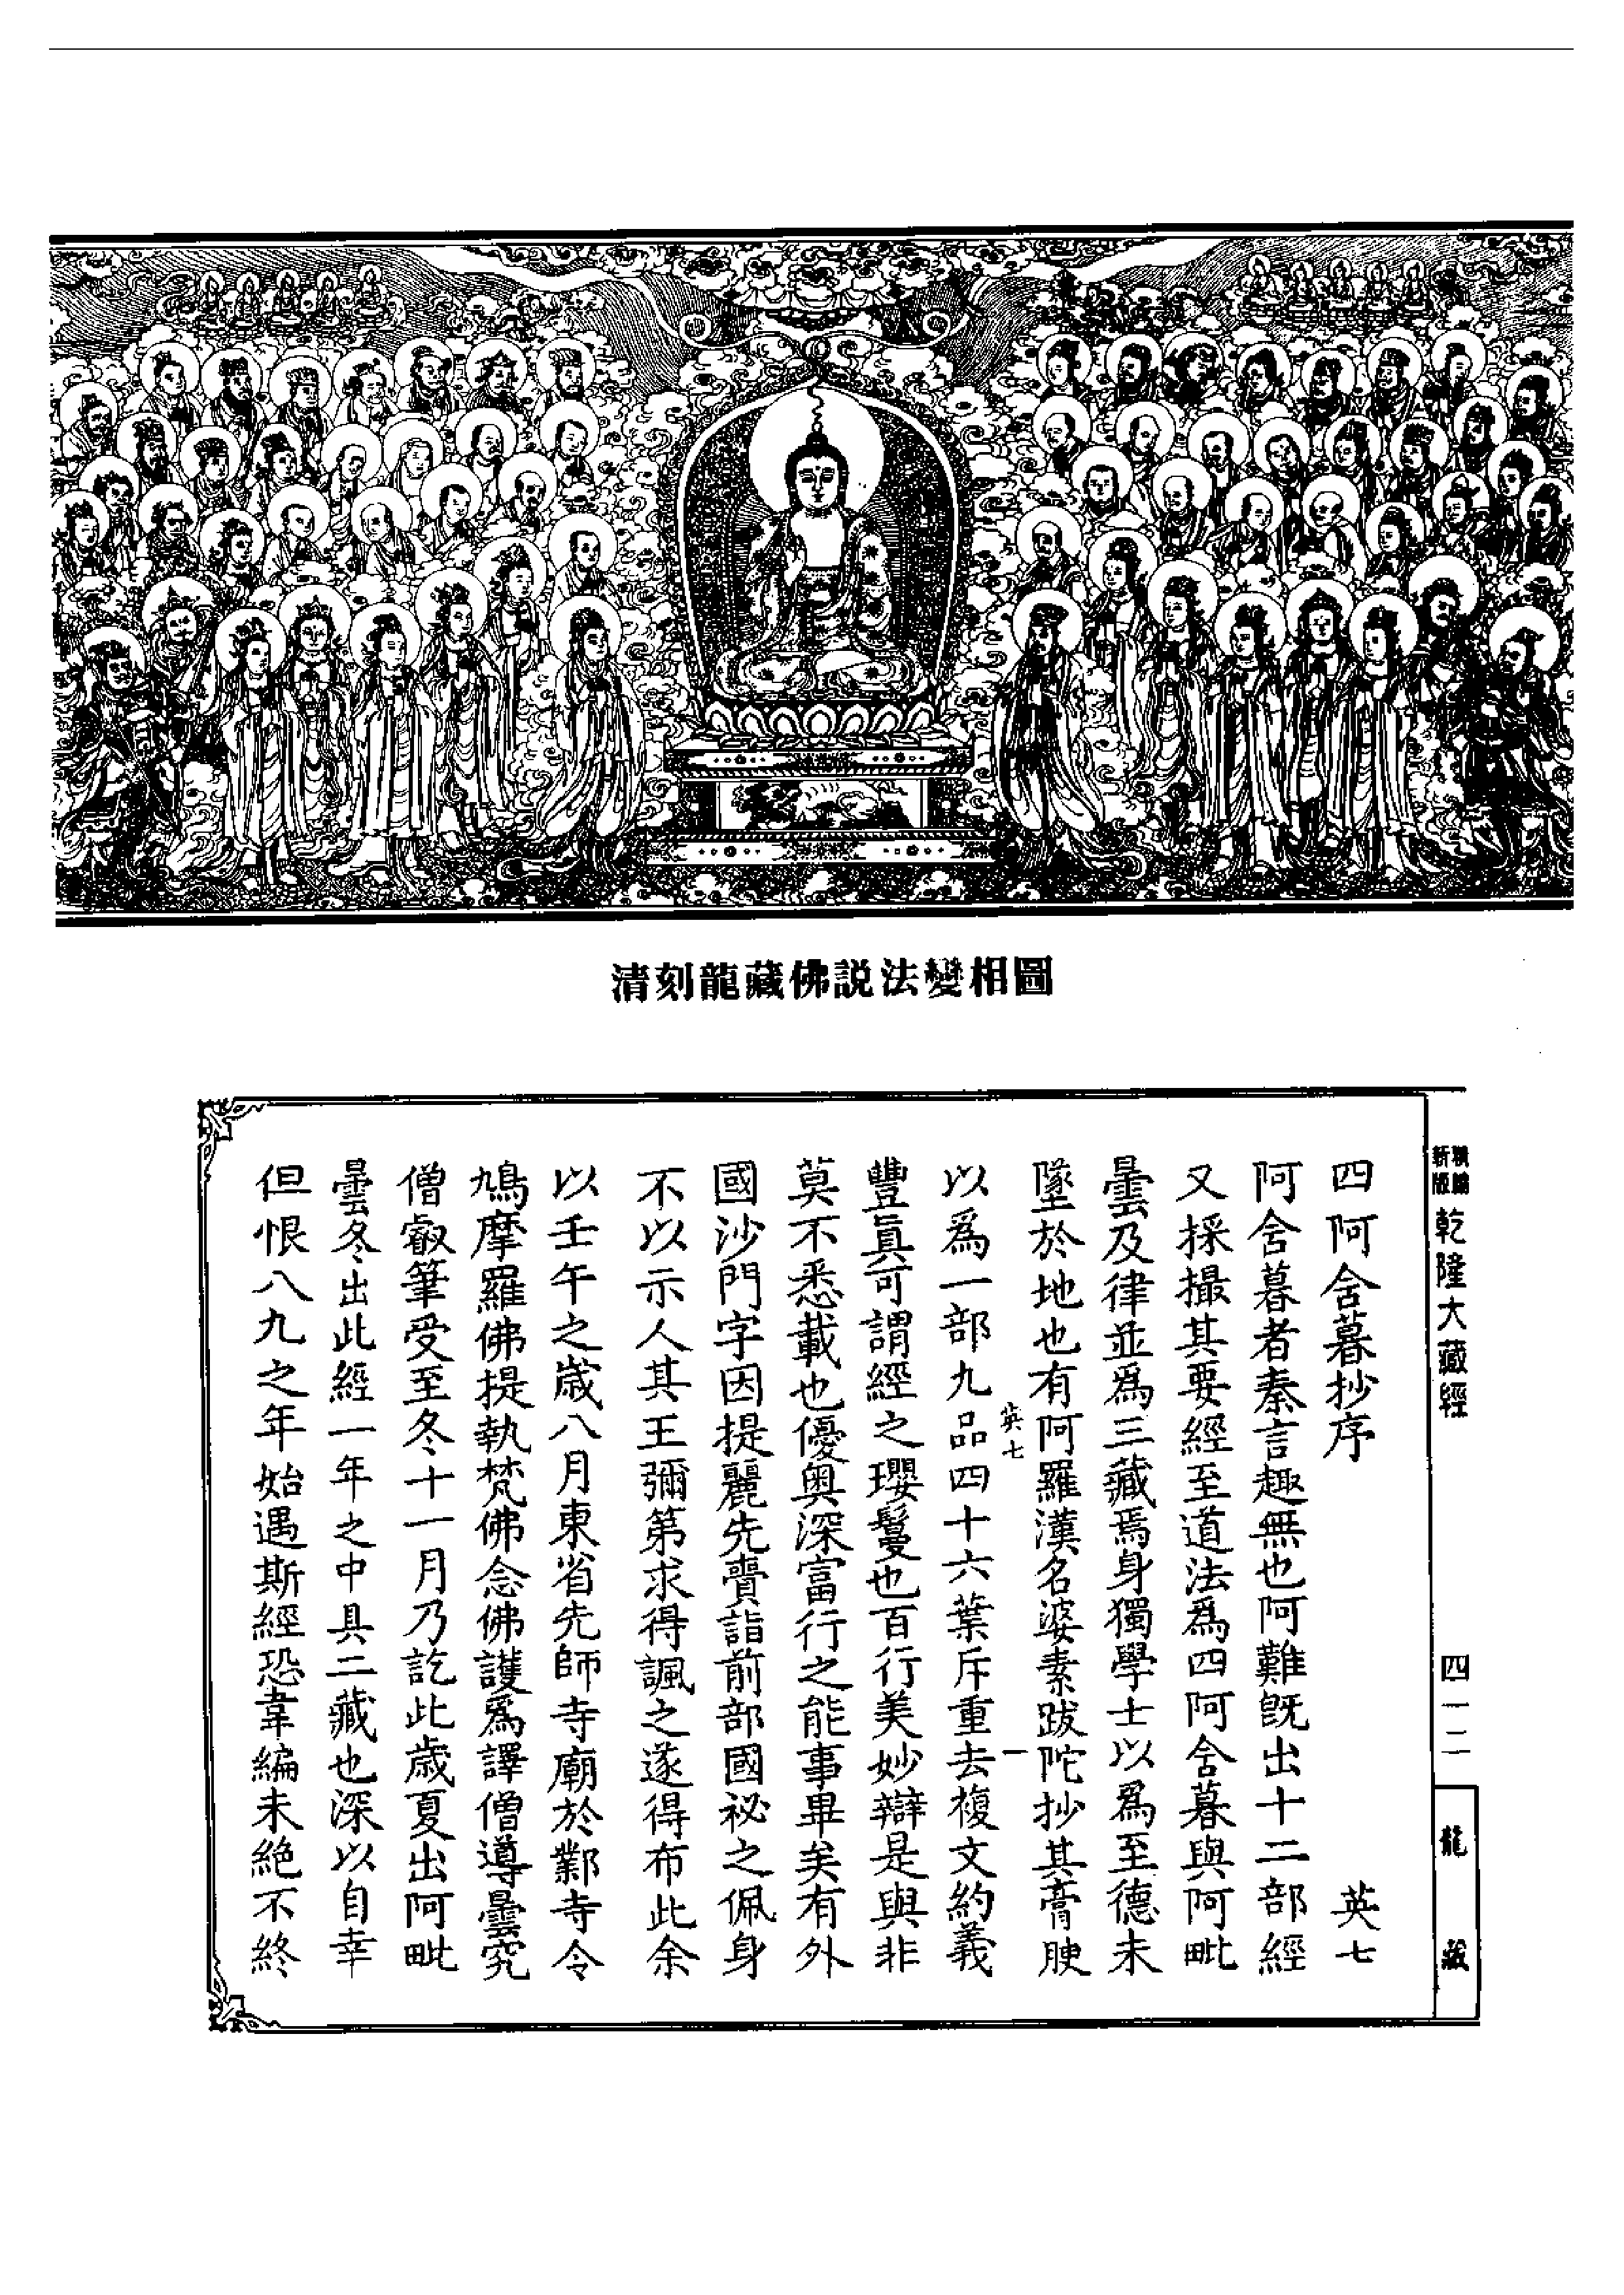 清刻龍藏佛説法變相圖
新版
乾隆大藏經
四一二
龍藏
四阿舍暮抄序 英七
阿舍暮者秦言趣無也阿難既出十二部經
又採撮其要經至道法爲四阿舍暮與阿毗
曇及律並爲三藏焉身獨學士以爲至德未
墜於地也有阿羅漢名婆素跋陀抄其膏腴
英七 一
以爲一部九品四十六葉斥重去複文約義
豐眞可謂經之瓔鬘也百行美妙辯是與非
莫不悉載也優奧深富行之能事畢矣有外
國沙門字因提麗先賷詣前部國祕之佩身
不以示人其王彌第求得諷之遂得布此余
以壬午之歲八月東省先師寺廟於鄴寺令
鳩摩羅佛提執梵佛念佛護爲譯僧導曇究
僧叡筆受至冬十一月乃訖此歲夏出阿毗
曇冬出此經一年之中具二藏也深以自幸
但恨八九之年始遇斯經恐韋編未絶不終